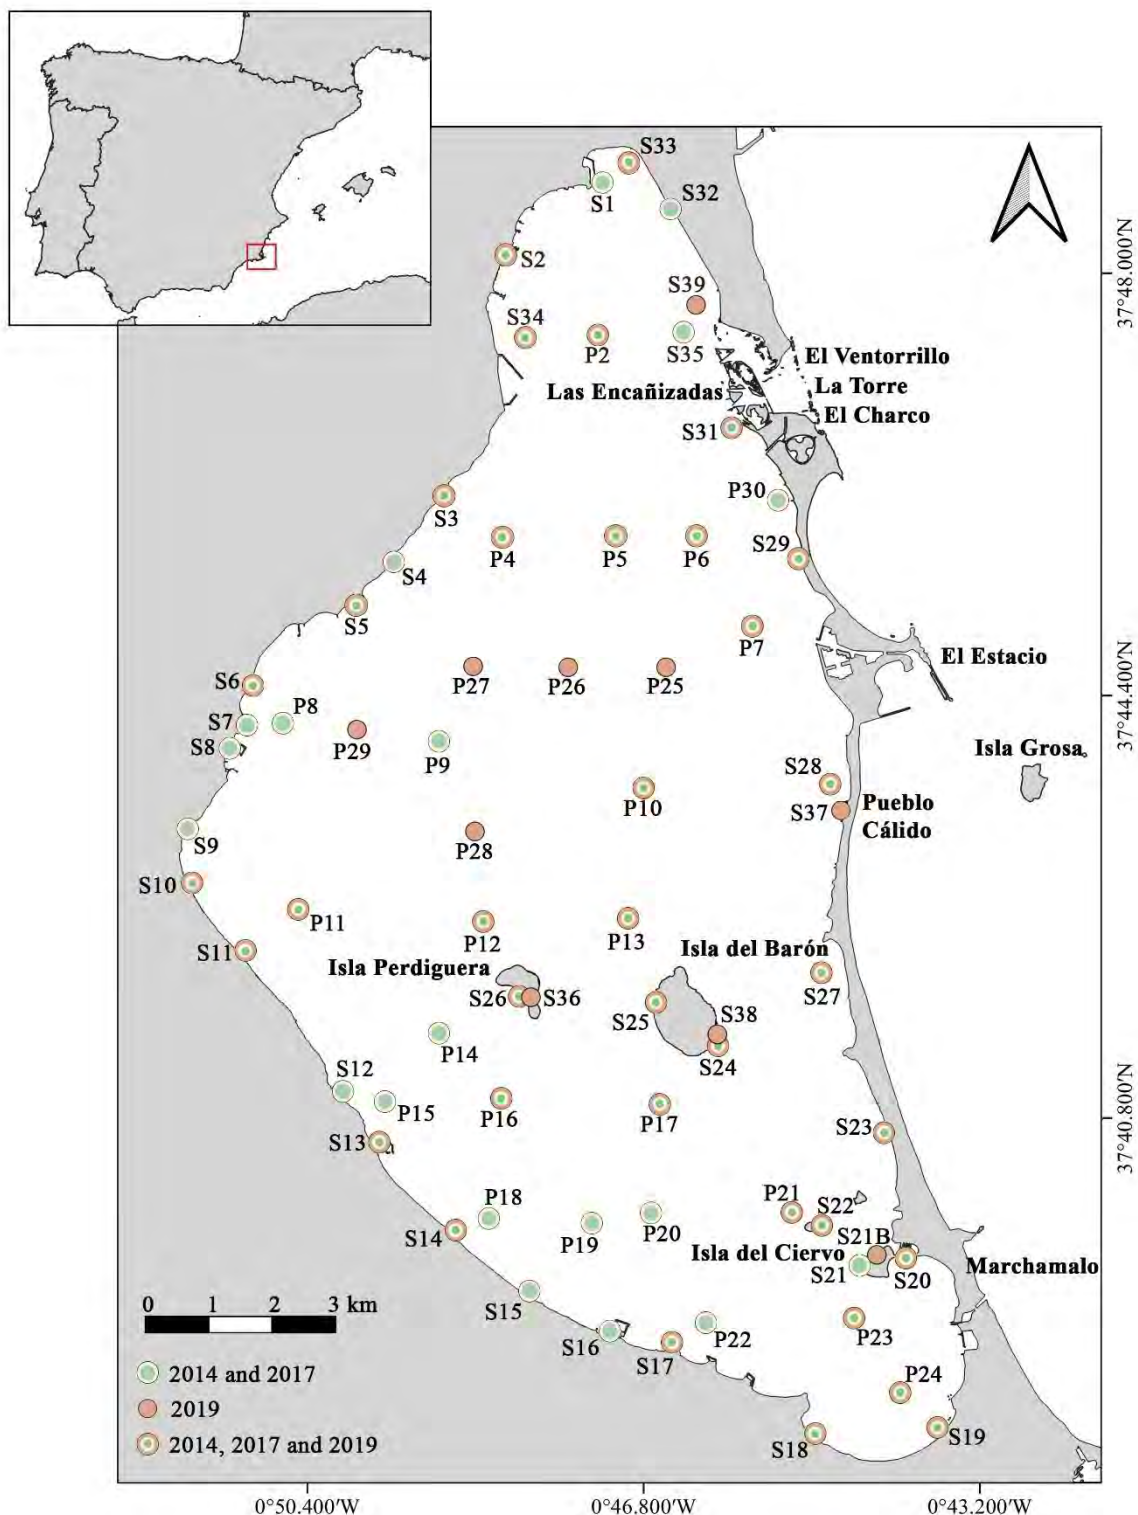 S33
S1
S32
S2
37°48.000'N
S39
S34
P2
S35
El Ventorrillo
Las Encañizadas
La Torre
El Charco
S31
P30
S3
P4
P5
P6
S29
S4
S5
P7
El Estacio
S6
P27
P26
P25
37°44.400'N
S7
P8
S8
P29
P9
Isla Grosa
S28
P10
S37
Pueblo
Cálido
S9
P28
S10
P11
P12
P13
S11
Isla Perdiguera
Isla del Barón
S27
S26
S36
S25
S38
P14
S24
S12
P15
P16
P17
37°40.800'N
S13
S23
P18
P21
S22
S14
P19
P20
S21B
Isla del Ciervo
S21
S20
Marchamalo
S15
0 1 2 3 km
S16
S17
P22
P23
2014 and 2017
P24
2019
2014, 2017 and 2019
S18
S19
0°50.400'W
0°46.800'W
0°43.200'W